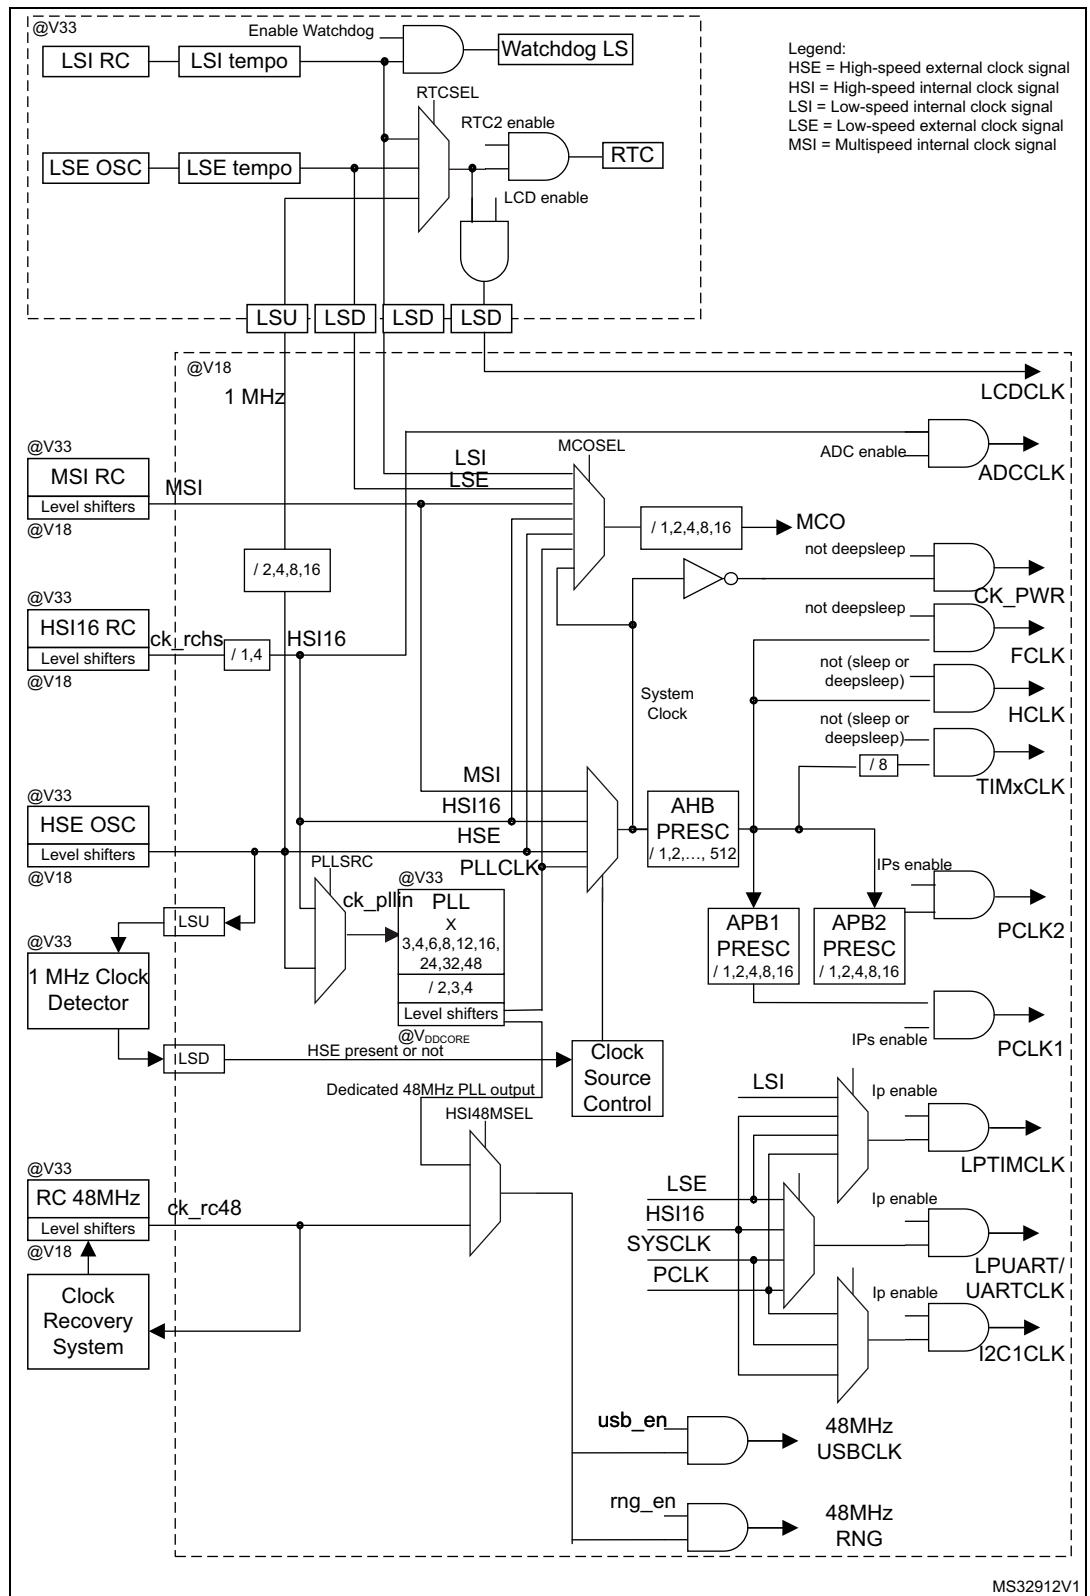 @V33
Enable Watchdog
LSI RC
LSI tempo
Watchdog LS
Legend:
HSE = High-speed external clock signal
HSI = High-speed internal clock signal
LSI = Low-speed internal clock signal
LSE = Low-speed external clock signal
MSI = Multispeed internal clock signal
RTCSEL
RTC2 enable
LSE OSC
LSE tempo
RTC
LCD enable
LSU
LSD
LSD
LSD
@V18
1 MHz
LCDCLK
@V33
MSI RC
Level shifters
@V18
MSI
LSI
LSE
MCOSEL
ADC enable
ADCCLK
/ 1,2,4,8,16
MCO
/ 2,4,8,16
not deepsleep
CK_PWR
@V33
HSI16 RC
Level shifters
@V18
ck_rchs
/ 1,4
HSI16
not deepsleep
FCLK
not (sleep or
deepsleep)
HCLK
System
Clock
not (sleep or
deepsleep)
/ 8
TIMxCLK
MSI
HSI16
HSE
PLLCLK
@V33
HSE OSC
Level shifters
@V18
AHB
PRESC
/ 1,2,…, 512
PLLSRC
ck_pllin
@V33
PLL
X
3,4,6,8,12,16,
24,32,48
/ 2,3,4
Level shifters
@VDDCORE
IPs enable
PCLK2
APB1
PRESC
/ 1,2,4,8,16
APB2
PRESC
/ 1,2,4,8,16
LSU
@V33
1 MHz Clock
Detector
LSD
HSE present or not
Clock
Source
Control
IPs enable
PCLK1
Dedicated 48MHz PLL output
HSI48MSEL
LSI
Ip enable
LPTIMCLK
@V33
RC 48MHz
Level shifters
@V18
ck_rc48
LSE
HSI16
SYSCLK
PCLK
Ip enable
LPUART/
UARTCLK
Clock
Recovery
System
Ip enable
I2C1CLK
usb_en
48MHz
USBCLK
rng_en
48MHz
RNG
MS32912V1